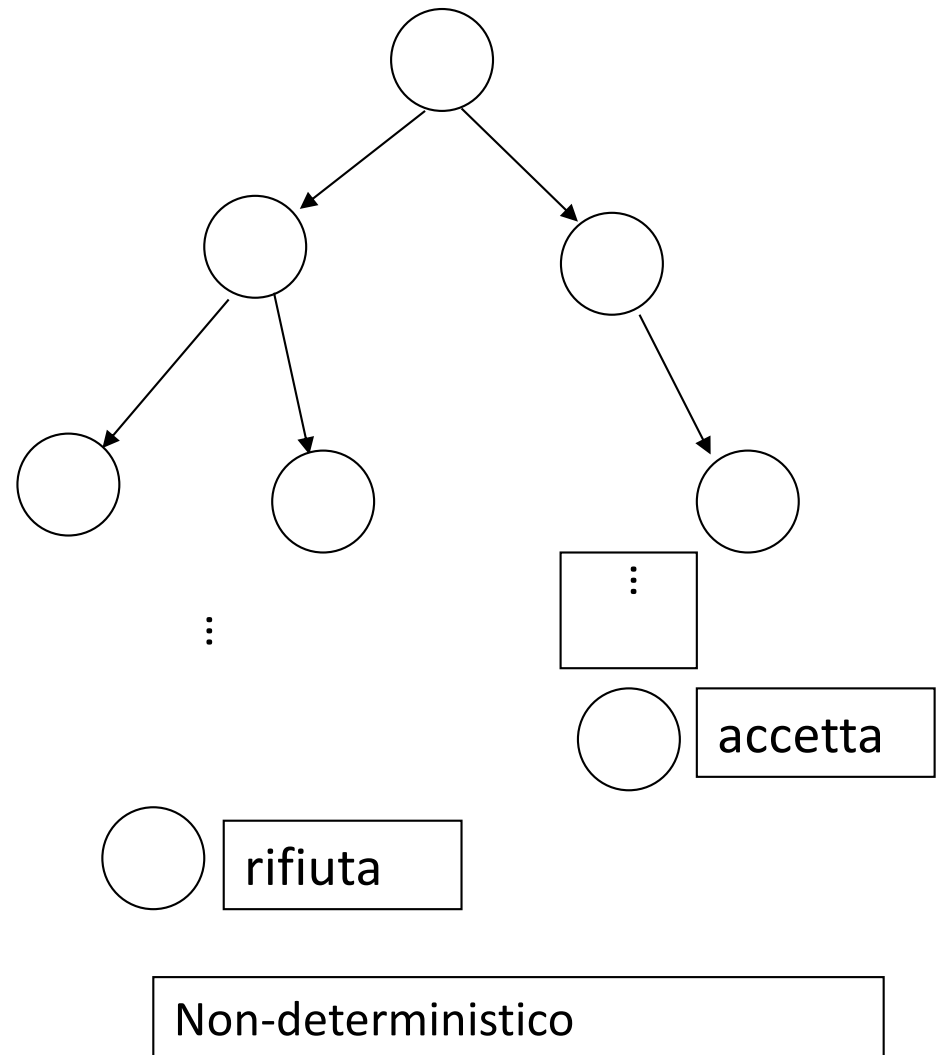 ⋮
⋮
accetta
rifiuta
Non-deterministico